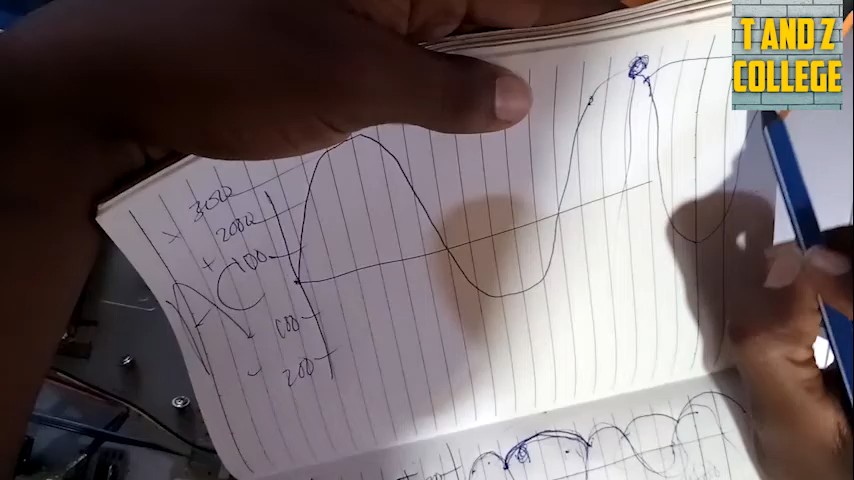 T AND Z
COLLEGE
300
+ 200
100
100
- 200